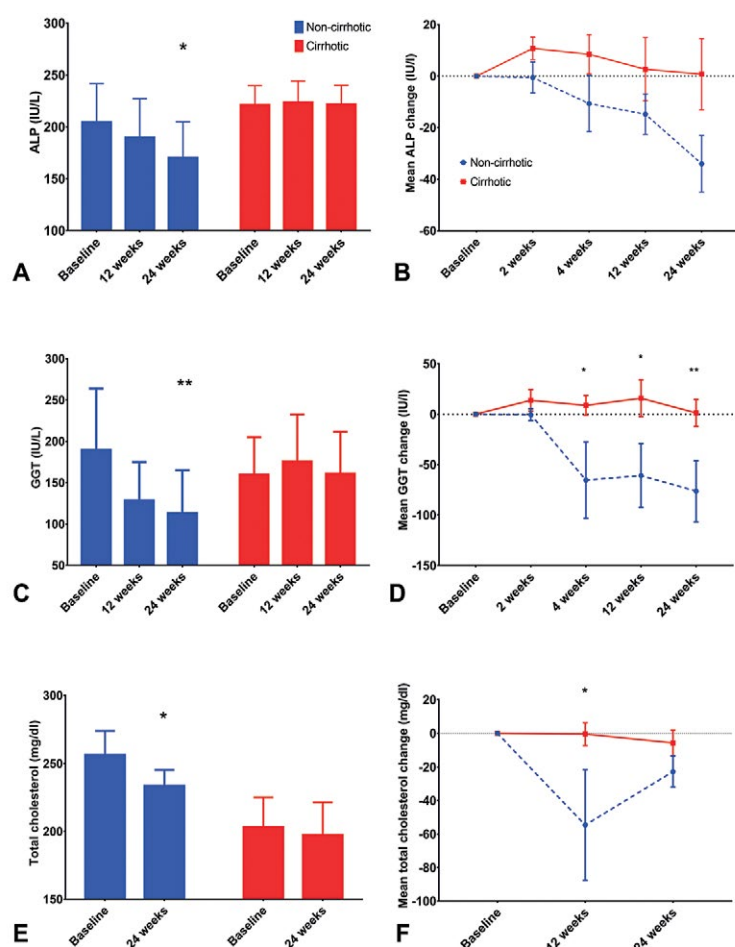 300
250
200
150
100
ALP (IU/L)
*
Non-cirrhotic
Cirrhotic
Baseline
12 weeks
24 weeks
Baseline
12 weeks
24 weeks
A
20
0
-20
-40
-60
Mean ALP change (IU/l)
Non-cirrhotic
Cirrhotic
Baseline
2 weeks
4 weeks
12 weeks
24 weeks
B
300
250
200
150
100
50
GGT (IU/L)
**
Baseline
12 weeks
24 weeks
Baseline
12 weeks
24 weeks
C
50
0
-50
-100
-150
Mean GGT change (IU/l)
*
*
**
Baseline
2 weeks
4 weeks
12 weeks
24 weeks
D
300
250
200
150
Total cholesterol (mg/dl)
*
Baseline
24 weeks
Baseline
24 weeks
E
20
0
-20
-40
-60
-80
-100
Mean total cholesterol change (mg/dl)
*
Baseline
12 weeks
24 weeks
F